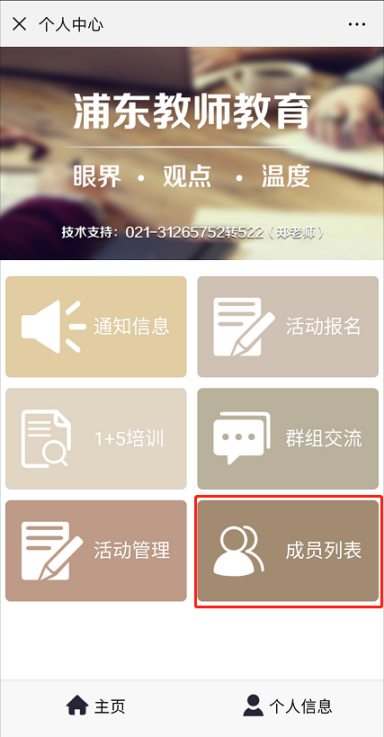 个人中心
浦东教师教育
眼界 • 观点 • 温度
技术支持：021-31265752转522（郑老师）
通知信息
活动报名
1+5培训
群组交流
活动管理
成员列表
主页
个人信息